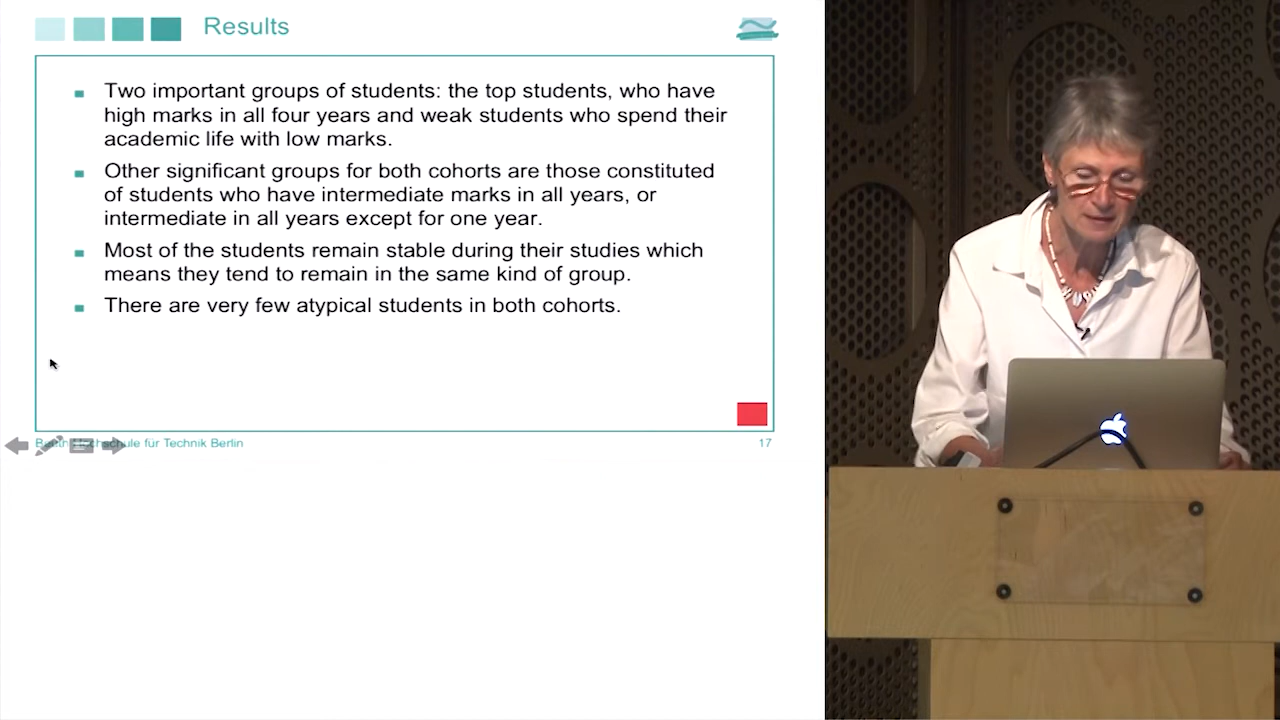 Results
Two important groups of students: the top students, who have
high marks in all four years and weak students who spend their
academic life with low marks.
Other significant groups for both cohorts are those constituted
of students who have intermediate marks in all years, or
intermediate in all years except for one year.
Most of the students remain stable during their studies which
means they tend to remain in the same kind of group.
There are very few atypical students in both cohorts.
Hochschule für Technik Berlin
17